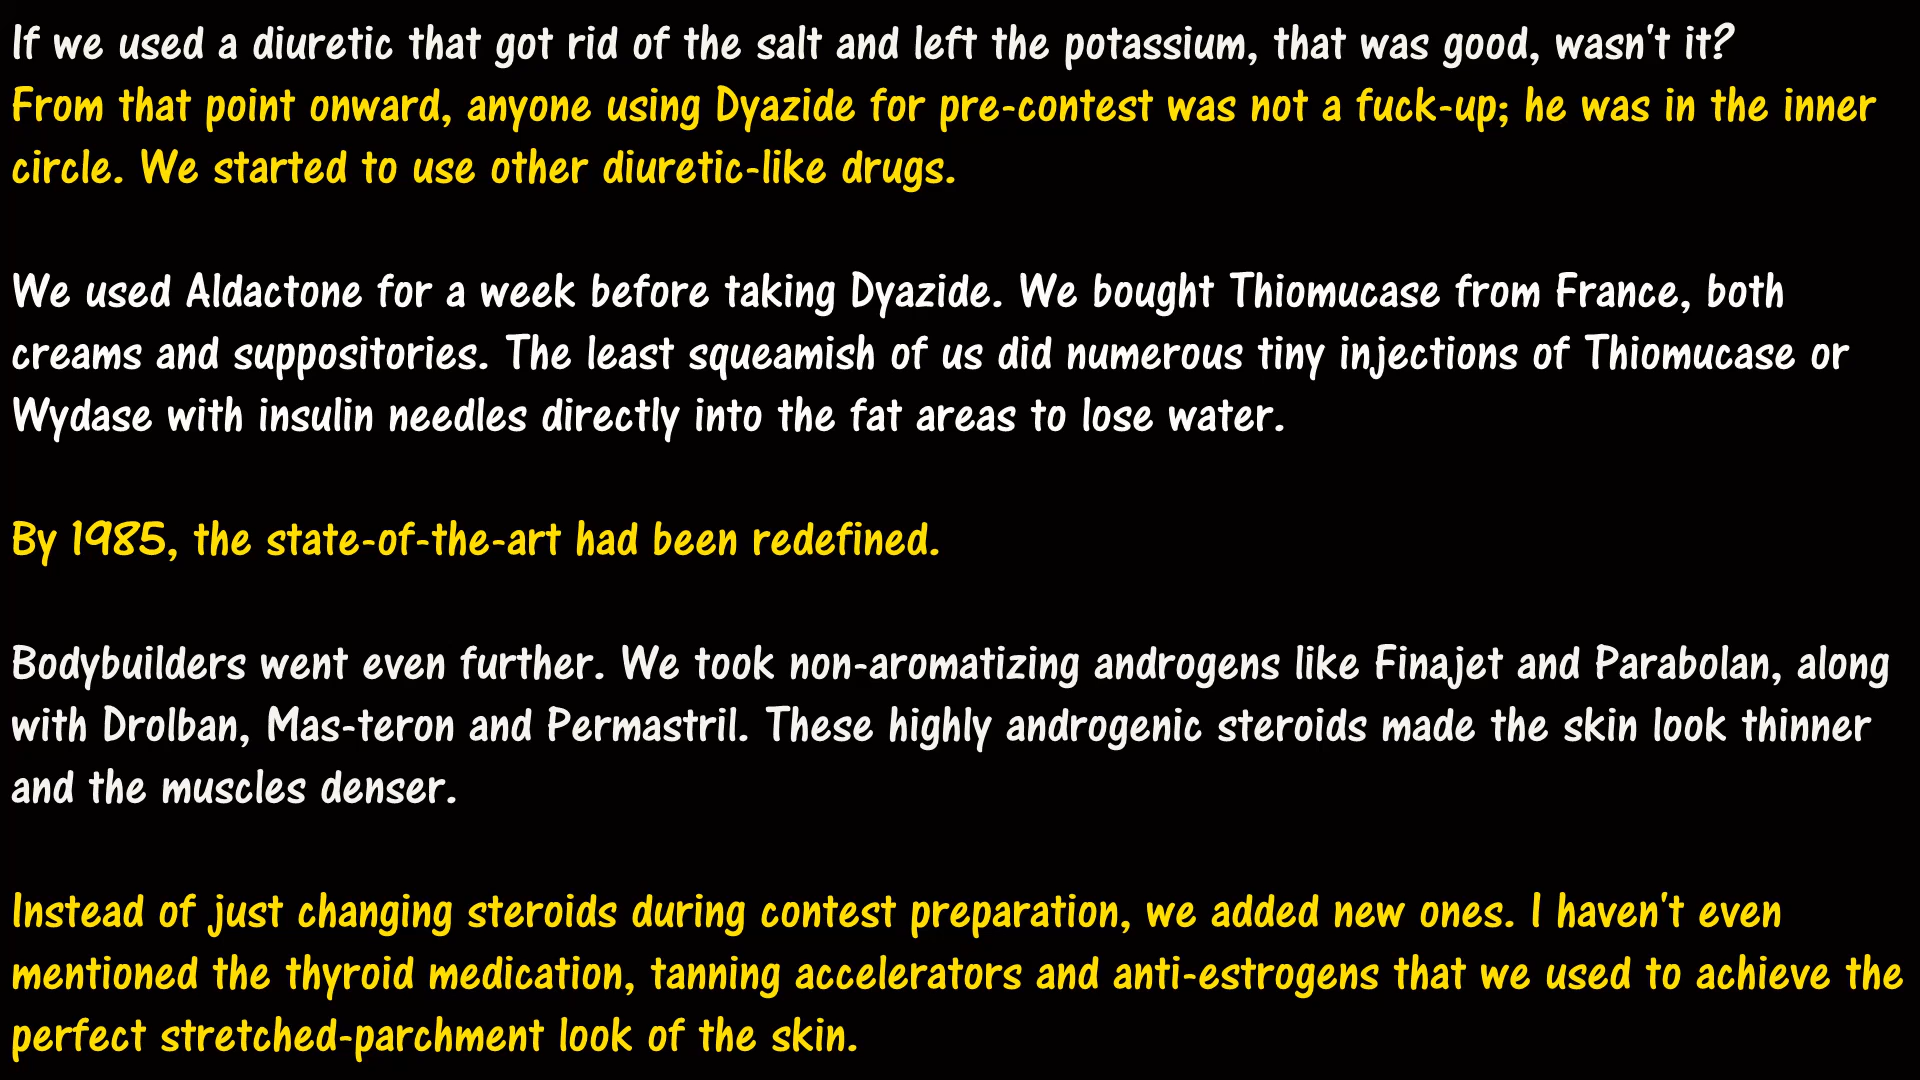 If we used a diuretic that got rid of the salt and left the potassium, that was good, wasn't it?
From that point onward, anyone using Dyazide for pre-contest was not a fuck-up; he was in the inner
circle. We started to use other diuretic-like drugs.
We used Aldactone for a week before taking Dyazide. We bought Thiomucase from France, both
creams and suppositories. The least squeamish of us did numerous tiny injections of Thiomucase or
Wydase with insulin needles directly into the fat areas to lose water.
By 1985, the state-of-the-art had been redefined.
Bodybuilders went even further. We took non-aromatizing androgens like Finajet and Parabolan, along
with Drolban, Mas-teron and Permastril. These highly androgenic steroids made the skin look thinner
and the muscles denser.
Instead of just changing steroids during contest preparation, we added new ones. I haven't even
mentioned the thyroid medication, tanning accelerators and anti-estrogens that we used to achieve the
perfect stretched-parchment look of the skin.